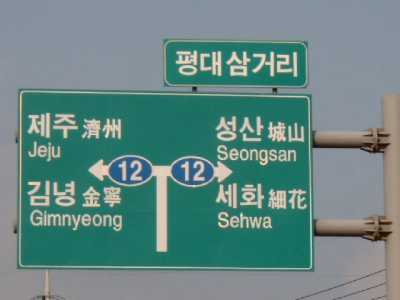 평대삼거리
제주 濟州
Jeju
성산 城山
Seongsan
12
12
김녕 金寧
Gimnyeong
세화 細花
Sehwa